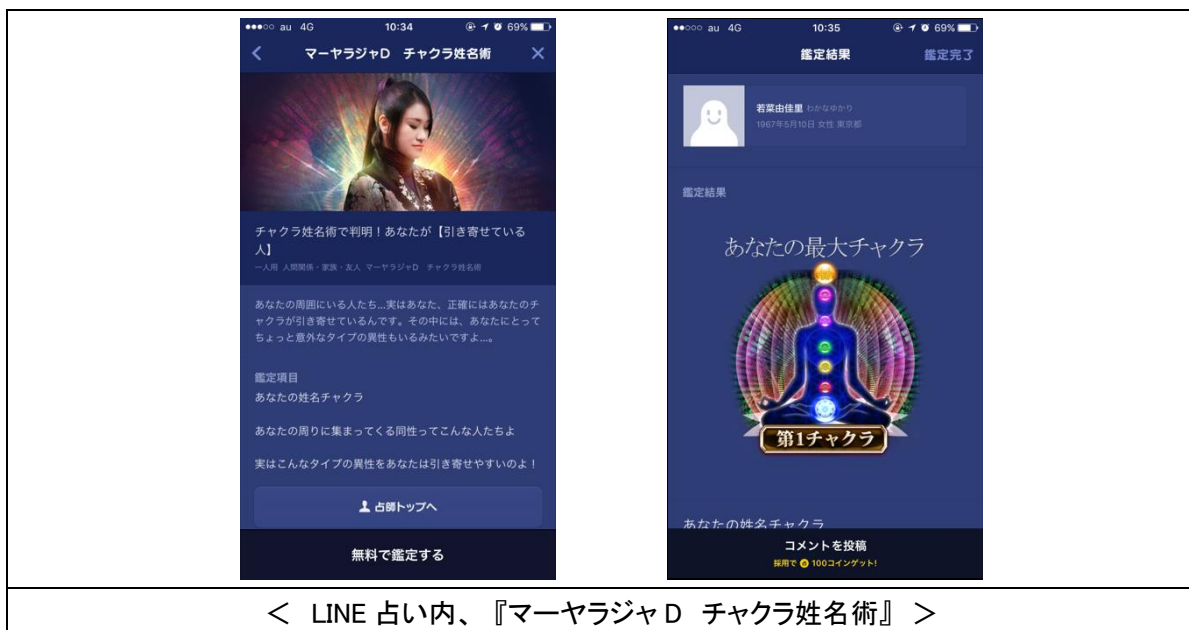 ●●●○○ au 4G 10:34 69%
マーヤラジャD チャクラ姓名術
チャクラ姓名術で判明！あなたが【引き寄せている
人】
一人用 人間関係・家族・友人 マーヤラジャD チャクラ姓名術
あなたの周囲にいる人たち...実はあなた、正確にはあなたのチ
ャクラが引き寄せているんです。その中には、あなたにとって
ちょっと意外なタイプの異性もいるみたいですよ...。
鑑定項目
あなたの姓名チャクラ
あなたの周りに集まってくる同性ってこんな人たちよ
実はこんなタイプの異性をあなたは引き寄せやすいのよ！
占師トップへ
無料で鑑定する
●●○○○ au 4G 10:35 69%
鑑定結果 鑑定完了
若菜由佳里 わかなゆかり
1967年5月10日 女性 東京都
鑑定結果
あなたの最大チャクラ
第1チャクラ
あなたの姓名チャクラ
コメントを投稿
採用で 100コインゲット!
＜ LINE 占い内、『マーヤラジャD チャクラ姓名術』 ＞